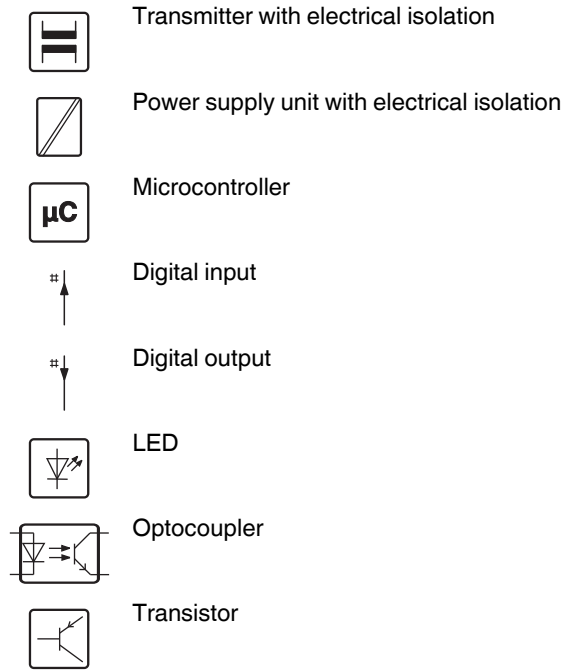 Transmitter with electrical isolation
Power supply unit with electrical isolation
µC
Microcontroller
#
Digital input
#
Digital output
LED
Optocoupler
Transistor